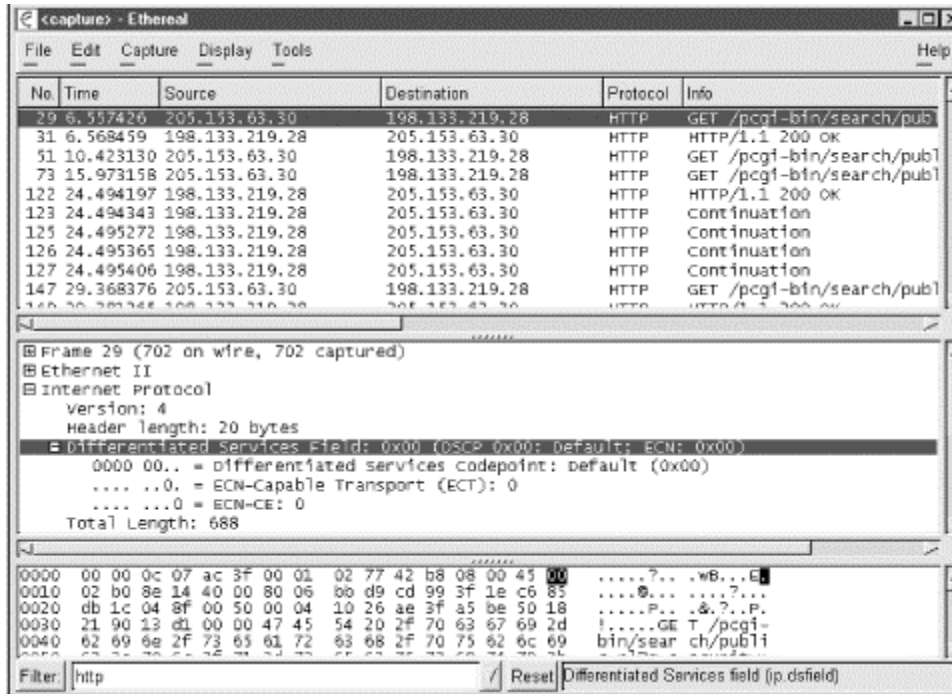 <capture> - Ethereal
File Edit Capture Display Tools Help
No. Time Source Destination Protocol Info
29 6.557426 205.153.63.30 198.133.219.28 HTTP GET /pcgi-bin/search/publ
31 6.568459 198.133.219.28 205.153.63.30 HTTP HTTP/1.1 200 OK
51 10.423130 205.153.63.30 198.133.219.28 HTTP GET /pcgi-bin/search/publ
73 15.973158 205.153.63.30 198.133.219.28 HTTP GET /pcgi-bin/search/publ
122 24.494197 198.133.219.28 205.153.63.30 HTTP HTTP/1.1 200 OK
123 24.494343 198.133.219.28 205.153.63.30 HTTP Continuation
125 24.495272 198.133.219.28 205.153.63.30 HTTP Continuation
126 24.495365 198.133.219.28 205.153.63.30 HTTP Continuation
127 24.495406 198.133.219.28 205.153.63.30 HTTP Continuation
147 29.368376 205.153.63.30 198.133.219.28 HTTP GET /pcgi-bin/search/publ
Frame 29 (702 on wire, 702 captured)
Ethernet II
Internet Protocol
Version: 4
Header length: 20 bytes
Differentiated Services Field: 0x00 (DSCP 0x00: Default; ECN: 0x00)
0000 00.. = Differentiated Services Codepoint: Default (0x00)
.... ..0. = ECN-Capable Transport (ECT): 0
.... ...0 = ECN-CE: 0
Total Length: 688
0000 00 00 0c 07 ac 3f 00 01 02 77 42 b8 08 00 45 00 .....?.. .wB...E.
0010 02 b0 8e 14 40 00 80 06 bb d9 cd 99 3f 1e c6 85 ....@... ....?...
0020 db 1c 04 8f 00 50 00 04 10 26 ae 3f a5 be 50 18 .....P.. .&.?..P.
0030 21 90 13 d1 00 00 47 45 54 20 2f 70 63 67 69 2d !.....GE T /pcgi-
0040 62 69 6e 2f 73 65 61 72 63 68 2f 70 75 62 6c 69 bin/sear ch/publi
Filter: http / Reset Differentiated Services field (ip.dsfield)